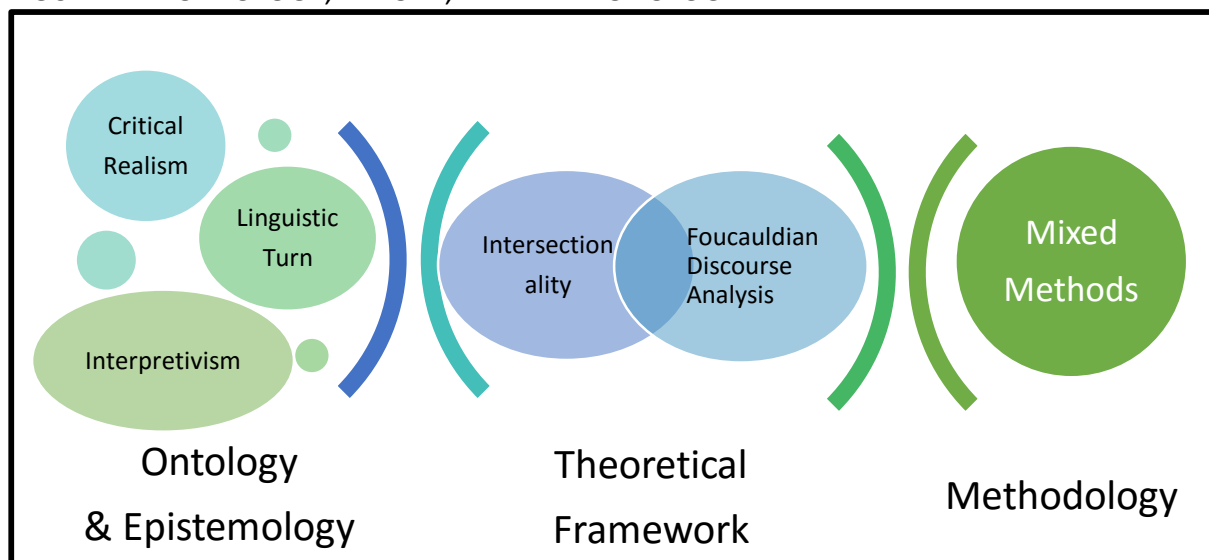 Critical
Realism
Linguistic
Turn
Interpretivism
Intersection
ality
Foucauldian
Discourse
Analysis
Mixed
Methods
Ontology
& Epistemology
Theoretical
Framework
Methodology